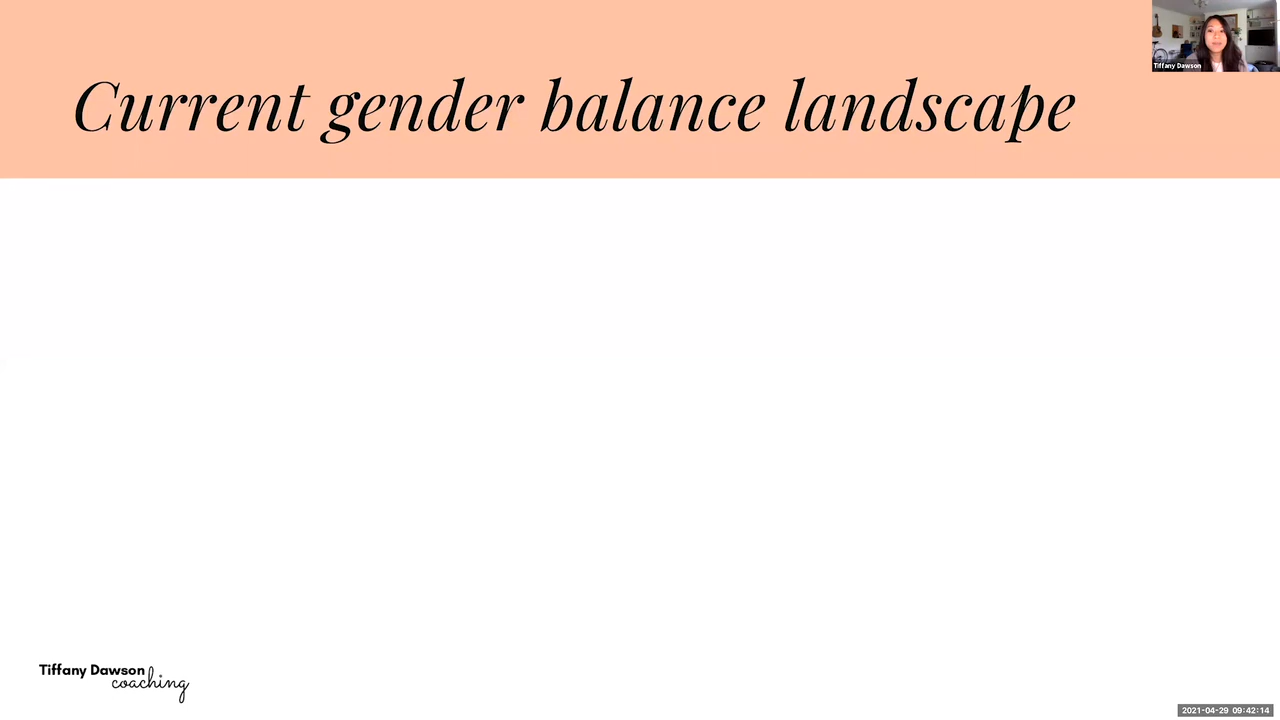 Current gender balance landscape
Tiffany Dawson
Tiffany Dawson
coaching
2021-04-29 09:42:14